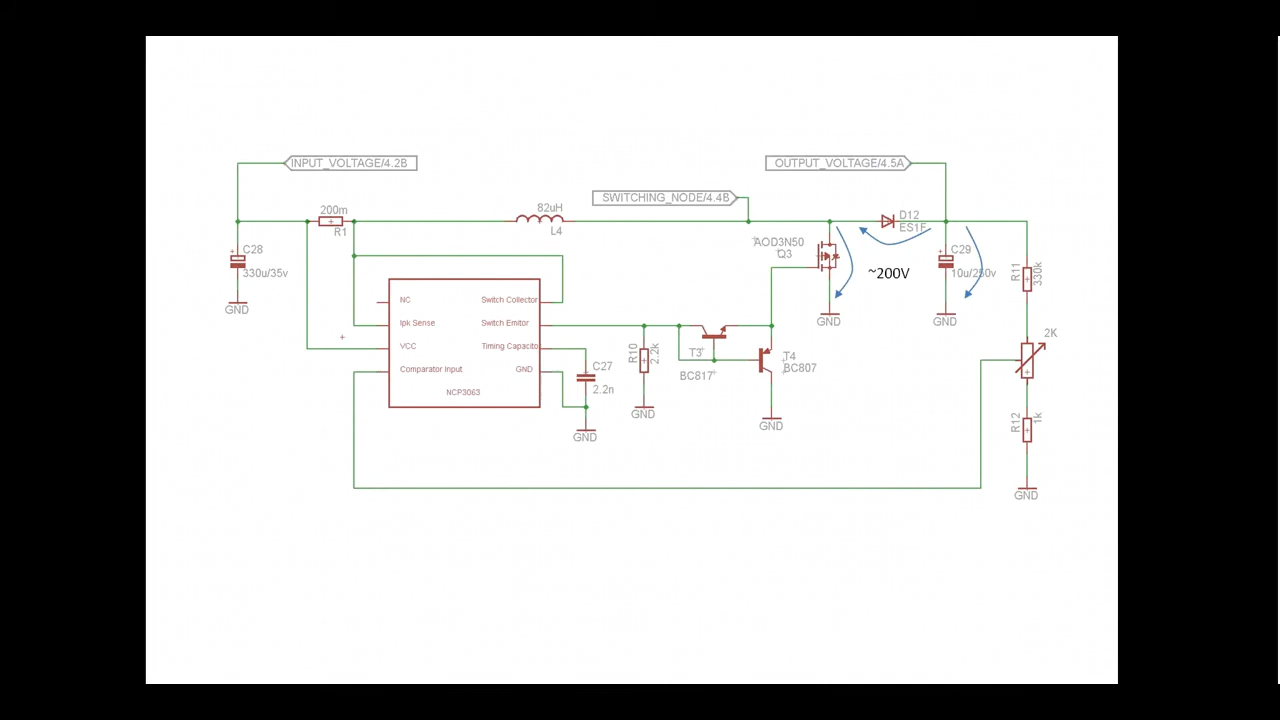 INPUT_VOLTAGE/4.2B
OUTPUT_VOLTAGE/4.5A
SWITCHING_NODE/4.4B
200m
R1
82uH
L4
D12
ES1F
C28
330u/35v
GND
AOD3N50
Q3
~200V
C29
10u/250v
R11
330k
GND
GND
NC
Switch Collector
Ipk Sense
Switch Emitor
VCC
Timing Capacito
Comparator Input
GND
NCP3063
C27
2.2n
GND
R10
2.2k
GND
T3
BC817
T4
BC807
GND
2K
R12
1k
GND